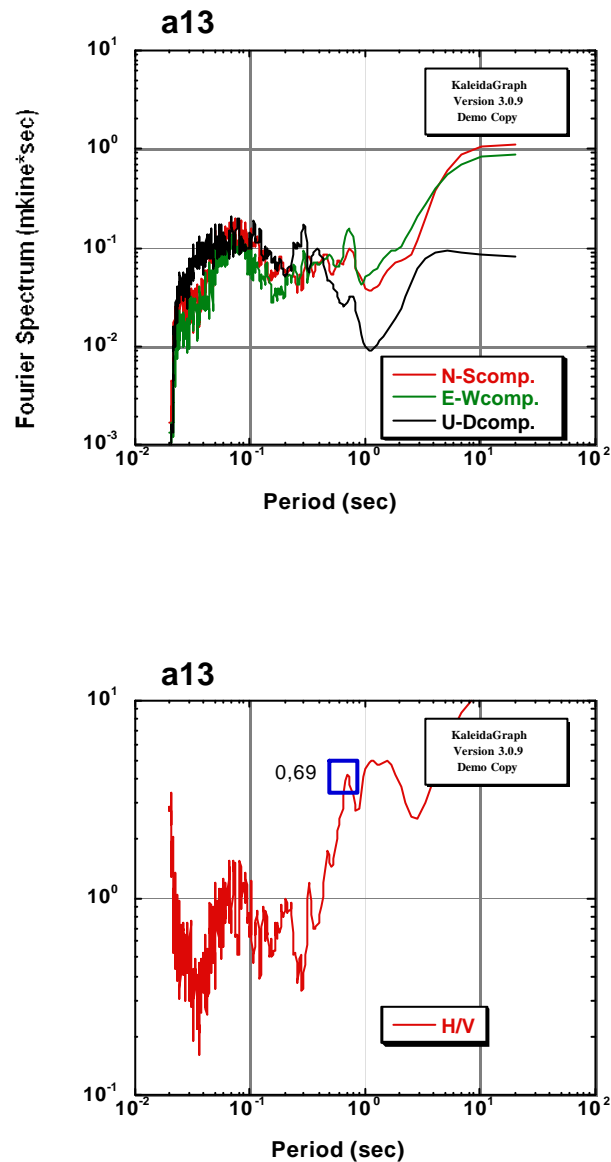 a13
10¹
KaleidaGraph
Version 3.0.9
Demo Copy
10⁰
Fourier Spectrum (mkine*sec)
10⁻¹
10⁻²
N-Scomp.
E-Wcomp.
U-Dcomp.
10⁻³
10⁻² 10⁻¹ 10⁰ 10¹ 10²
Period (sec)
a13
10¹
KaleidaGraph
Version 3.0.9
Demo Copy
0,69
10⁰
H/V
10⁻¹
10⁻² 10⁻¹ 10⁰ 10¹ 10²
Period (sec)